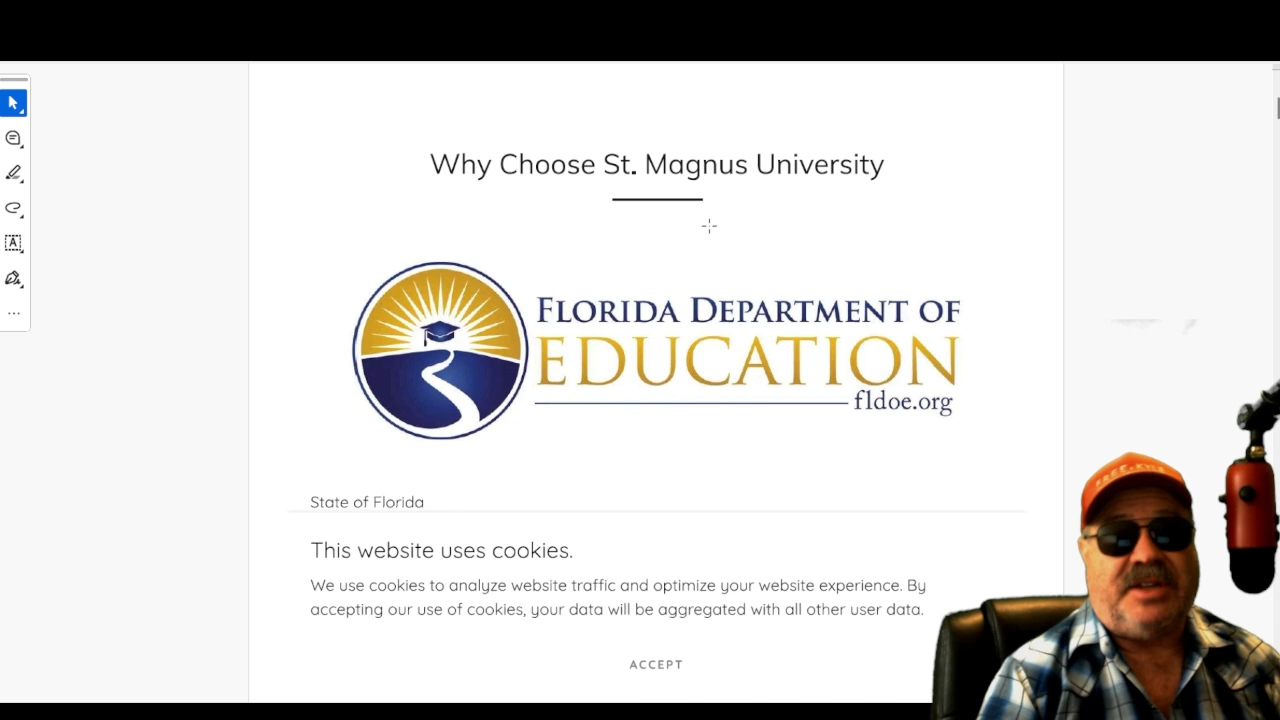 Why Choose St. Magnus University
FLORIDA DEPARTMENT OF
EDUCATION
fldoe.org
State of Florida
This website uses cookies.
We use cookies to analyze website traffic and optimize your website experience. By
accepting our use of cookies, your data will be aggregated with all other user data.
ACCEPT